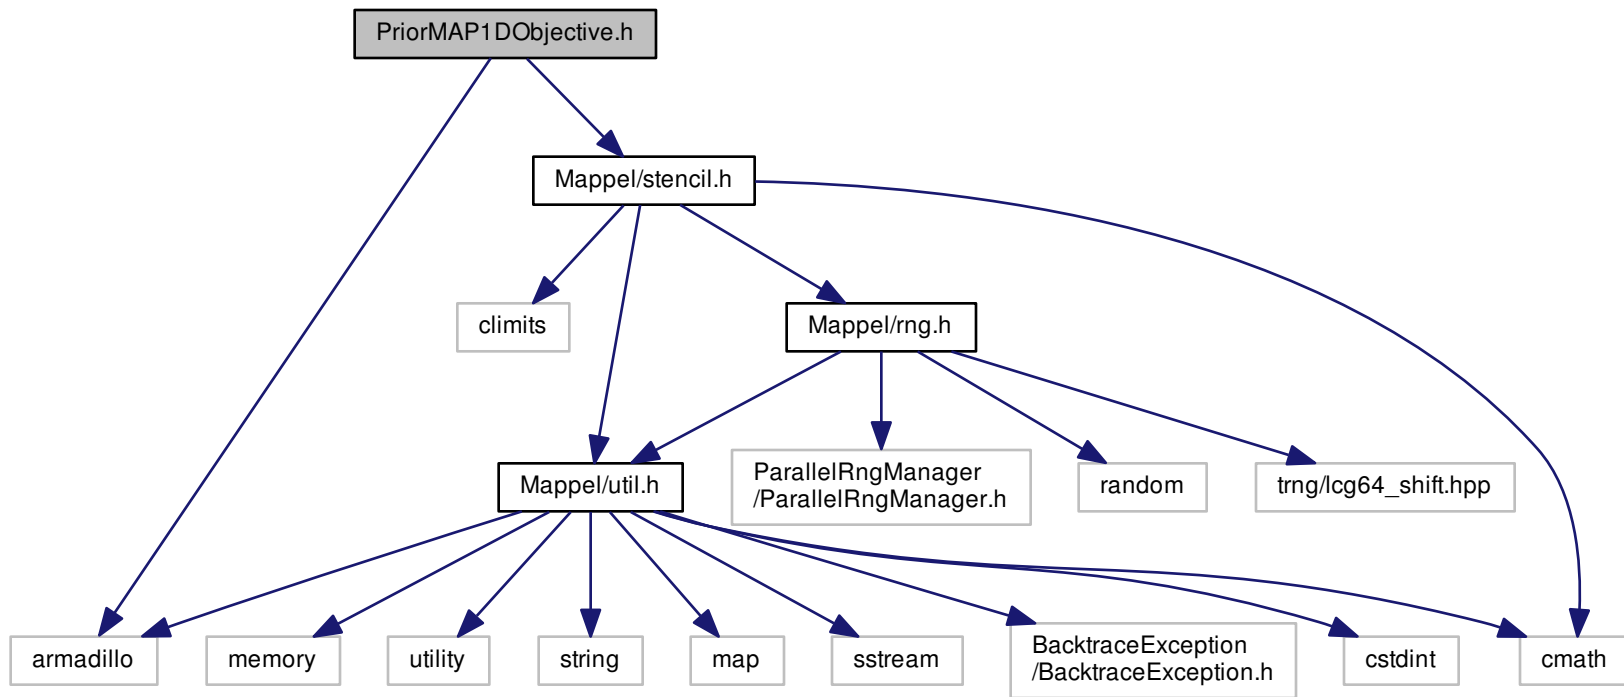 PriorMAP1DObjective.h
Mappel/stencil.h
climits
Mappel/rng.h
Mappel/util.h
ParallelRngManager
/ParallelRngManager.h
random
trng/lcg64_shift.hpp
armadillo
memory
utility
string
map
sstream
BacktraceException
/BacktraceException.h
cstdint
cmath